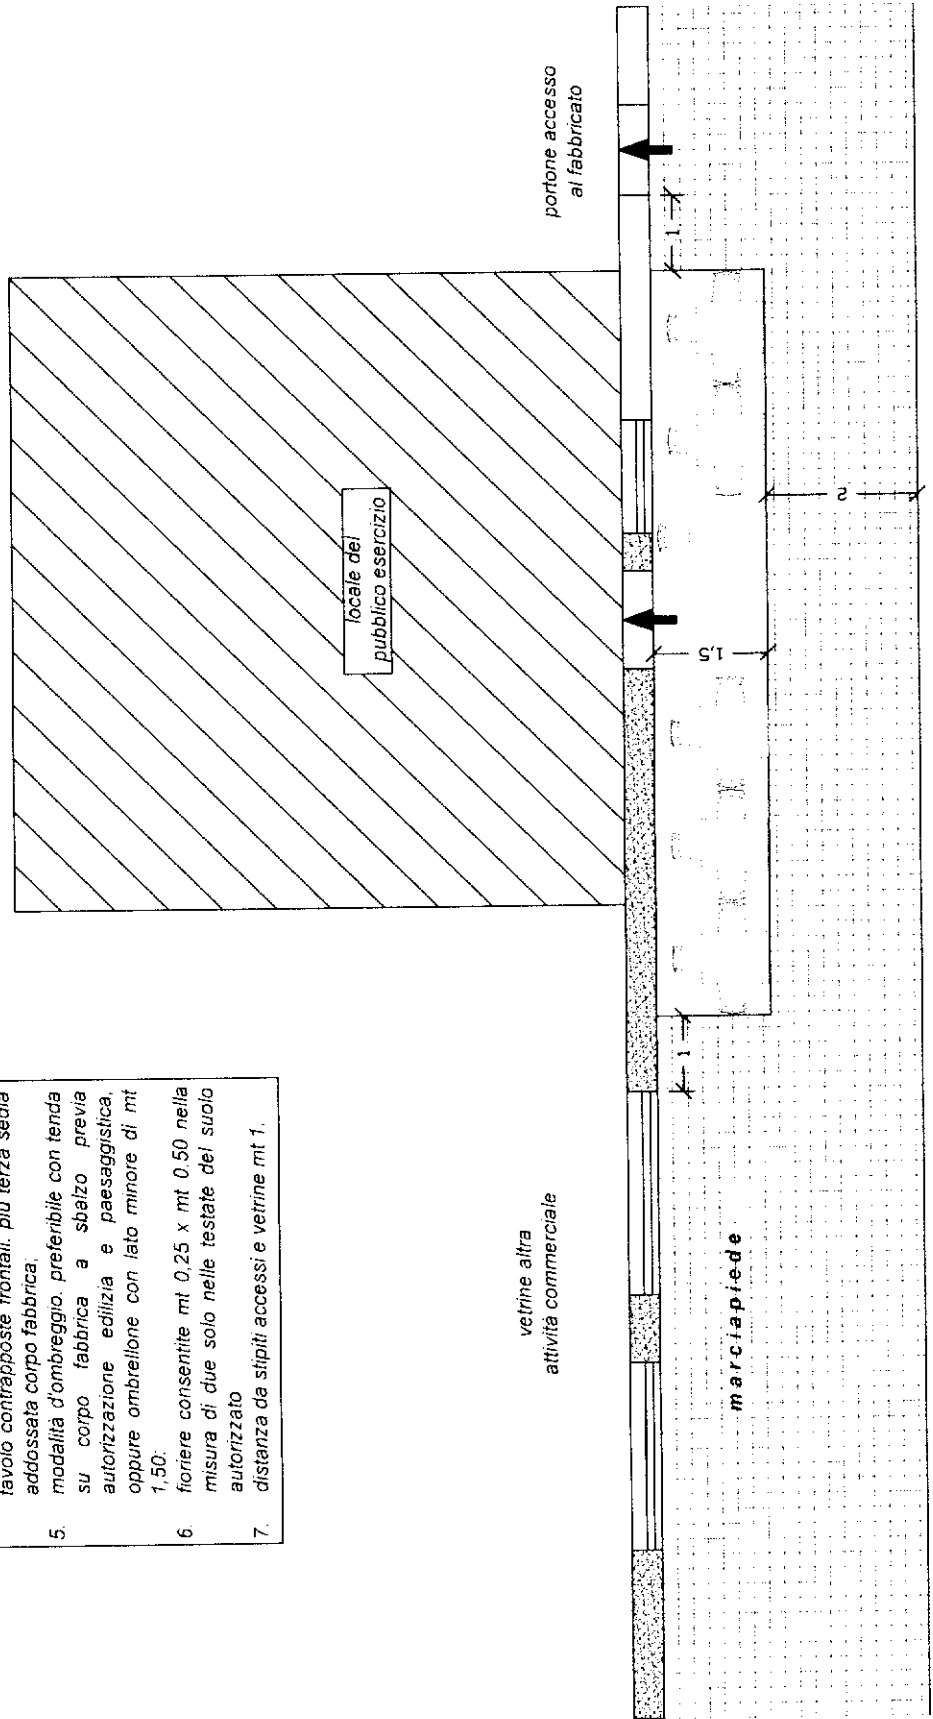 tavolo contrapposte frontali, più terza sedia
addossata corpo fabbrica;
5. modalità d'ombreggio, preferibile con tenda
su corpo fabbrica a sbalzo previa
autorizzazione edilizia e paesaggistica,
oppure ombrellone con lato minore di mt
1,50;
6. fioriere consentite mt 0,25 x mt 0.50 nella
misura di due solo nelle testate del suolo
autorizzato
7. distanza da stipiti accessi e vetrine mt 1.
vetrine altra
attività commerciale
locale del
pubblico esercizio
portone accesso
al fabbricato
1
1,5
2
1
marciapiede